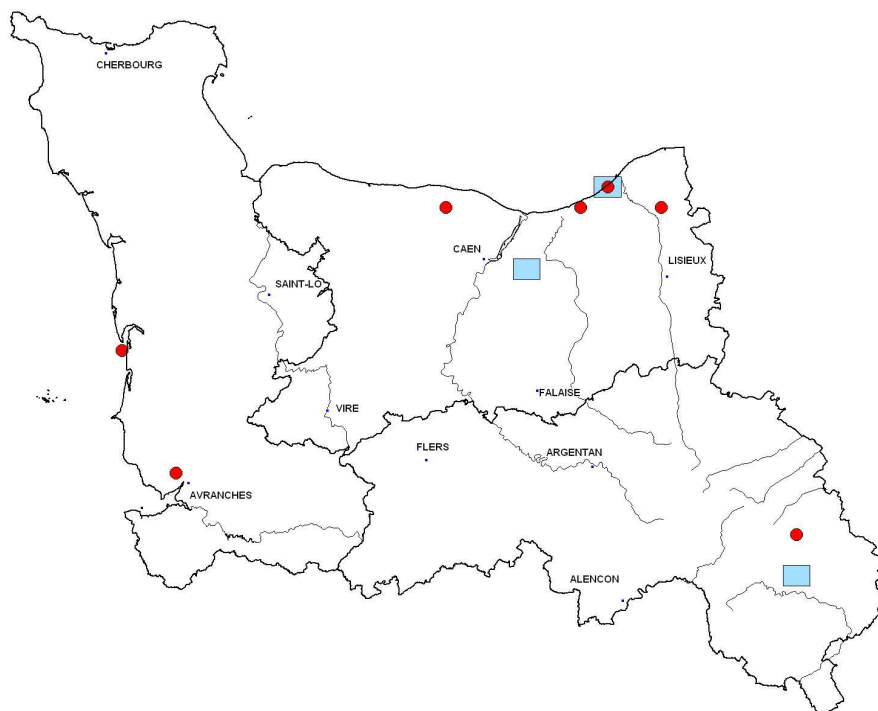 CHERBOURG
CAEN
LISIEUX
SAINT-LO
FALAISE
VIRE
FLERS
ARGENTAN
AVRANCHES
ALENCON